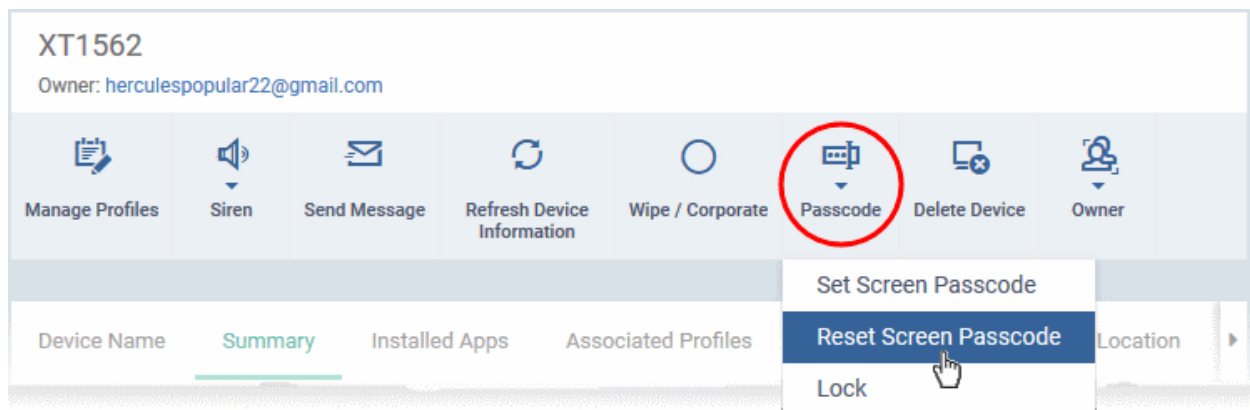 XT1562
Owner: herculespopular22@gmail.com
Manage Profiles
Siren
Send Message
Refresh Device
Information
Wipe / Corporate
Passcode
Delete Device
Owner
Set Screen Passcode
Reset Screen Passcode
Lock
Device Name
Summary
Installed Apps
Associated Profiles
Location